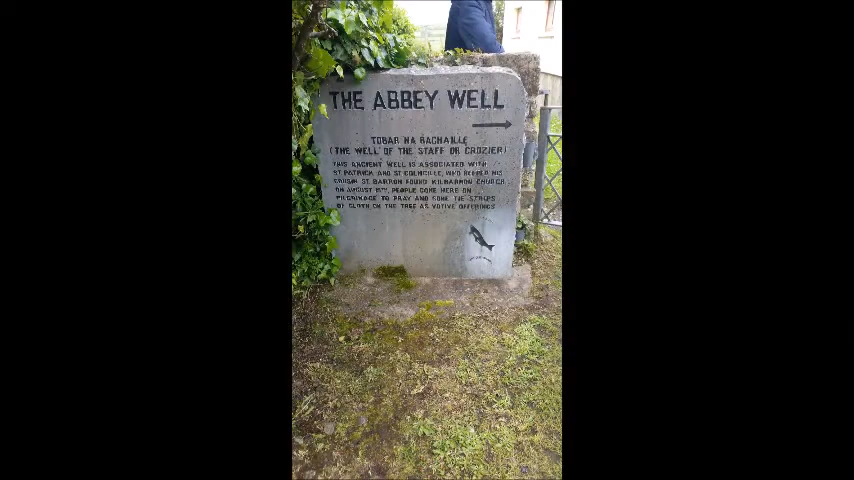 THE ABBEY WELL
TOBAR NA BACHAILLE
(THE WELL OF THE STAFF OR CROZIER)
THIS ANCIENT WELL IS ASSOCIATED WITH
ST PATRICK AND ST COLMCILLE, WHO HELPED HIS
COUSIN ST BARRON FOUND KILBARRON CHURCH
ON AUGUST 15TH, PEOPLE COME HERE ON
PILGRIMAGE TO PRAY AND SOME TIE STRIPS
OF CLOTH ON THE TREE AS VOTIVE OFFERINGS